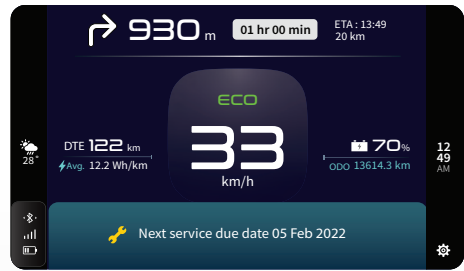 930 m
01 hr 00 min
ETA : 13:49
20 km
ECO
33
km/h
DTE 122 km
Avg. 12.2 Wh/km
70%
ODO 13614.3 km
28°
12
49
AM
Next service due date 05 Feb 2022